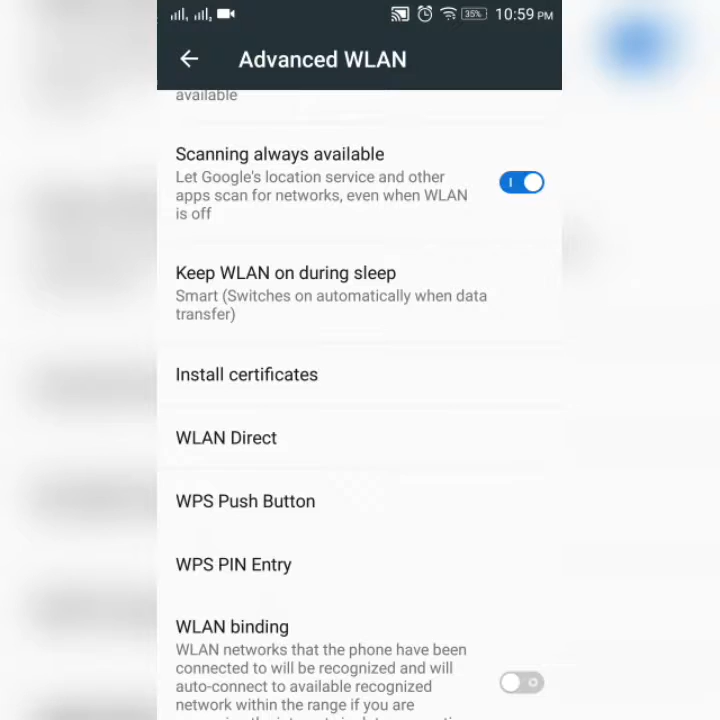 35% 10:59 PM
Advanced WLAN
available
Scanning always available
Let Google's location service and other
apps scan for networks, even when WLAN
is off
Keep WLAN on during sleep
Smart (Switches on automatically when data
transfer)
Install certificates
WLAN Direct
WPS Push Button
WPS PIN Entry
WLAN binding
WLAN networks that the phone have been
connected to will be recognized and will
auto-connect to available recognized
network within the range if you are